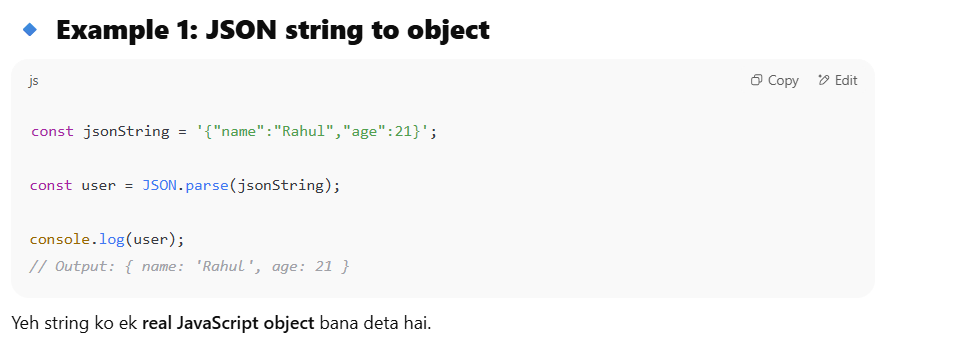 Example 1: JSON string to object
js
Copy
Edit
const jsonString = '{"name":"Rahul","age":21}';
const user = JSON.parse(jsonString);
console.log(user);
// Output: { name: 'Rahul', age: 21 }
Yeh string ko ek real JavaScript object bana deta hai.